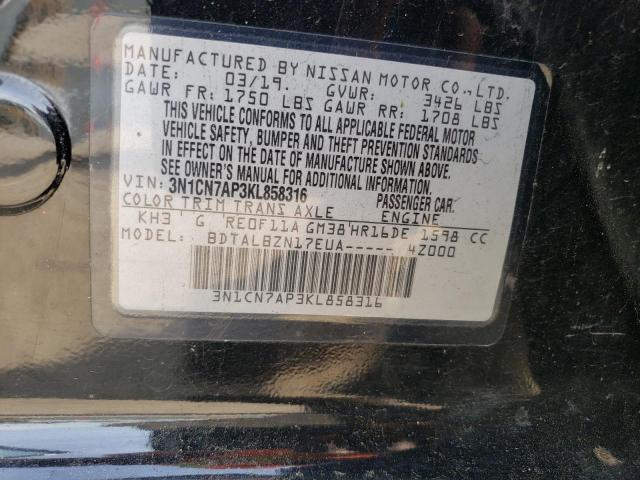 MANUFACTURED BY NISSAN MOTOR CO.,LTD.
DATE: 03/19. GVWR: 3426 LBS
GAWR FR: 1750 LBS GAWR RR: 1708 LBS
THIS VEHICLE CONFORMS TO ALL APPLICABLE FEDERAL MOTOR
VEHICLE SAFETY, BUMPER AND THEFT PREVENTION STANDARDS
IN EFFECT ON THE DATE OF MANUFACTURE SHOWN ABOVE.
SEE OWNER'S MANUAL FOR ADDITIONAL INFORMATION.
VIN: 3N1CN7AP3KL858316 PASSENGER CAR.
COLOR TRIM TRANS AXLE ENGINE
KH3 G RE0F11A GM38 HR16DE 1598 CC
MODEL: BDTALBZN17EUA----- 4Z000
3N1CN7AP3KL858316